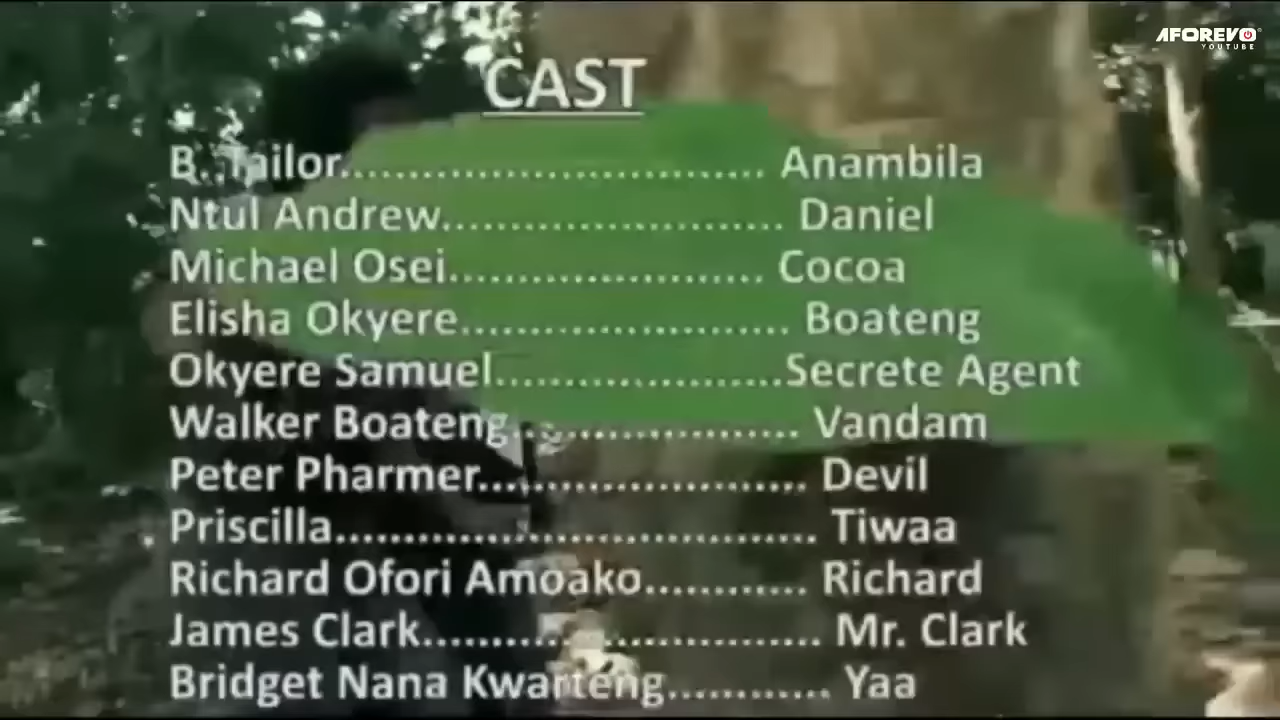 AFOREVO
YOUTUBE
CAST
B. Tailor.................................... Anambila
Ntul Andrew............................. Daniel
Michael Osei........................... Cocoa
Elisha Okyere............................ Boateng
Okyere Samuel.........................Secrete Agent
Walker Boateng......................... Vandam
Peter Pharmer............................ Devil
Priscilla......................................... Tiwaa
Richard Ofori Amoako.............. Richard
James Clark.................................. Mr. Clark
Bridget Nana Kwarteng.............. Yaa